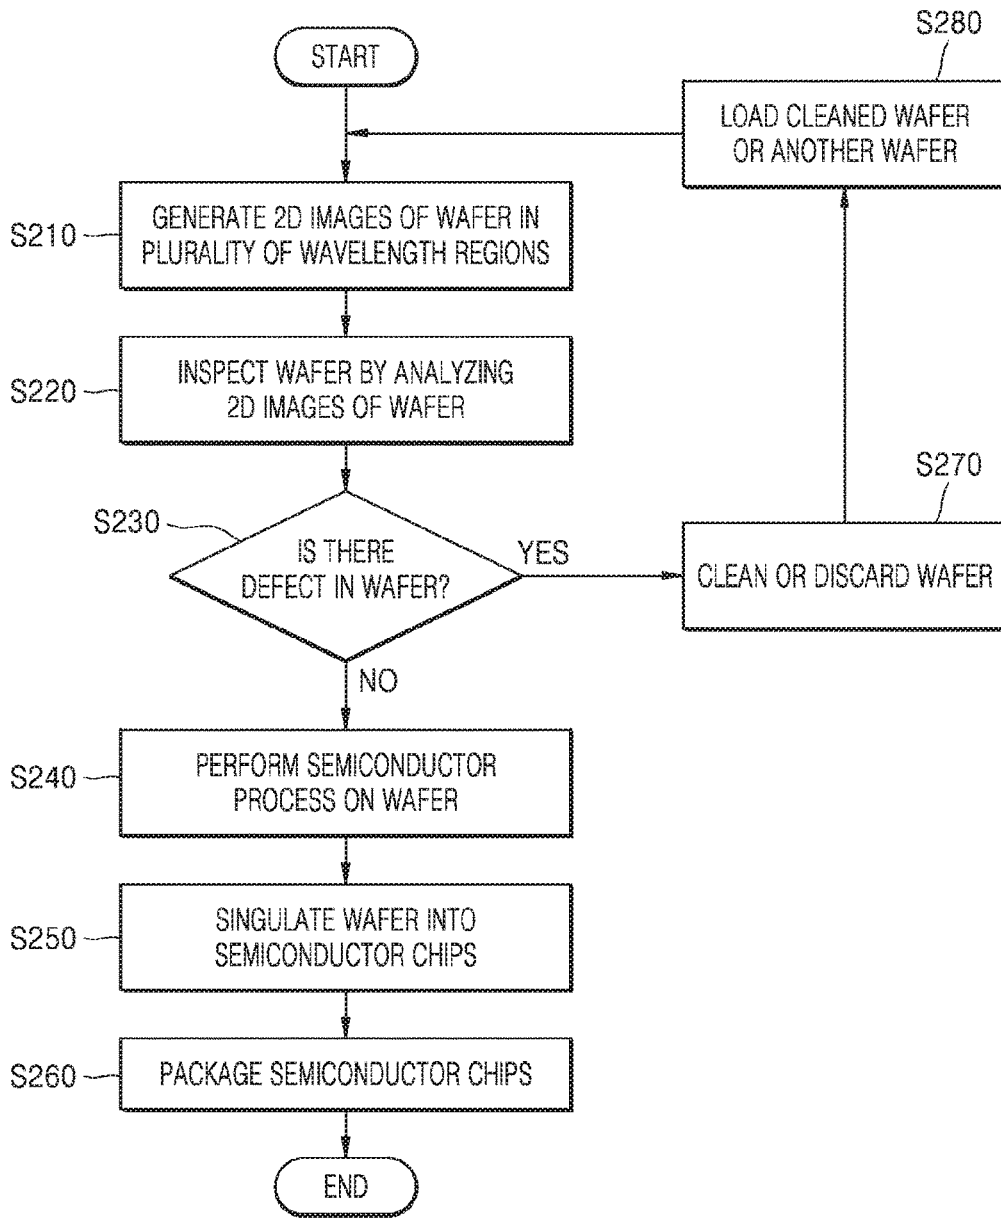 START
S280
LOAD CLEANED WAFER
OR ANOTHER WAFER
S210
GENERATE 2D IMAGES OF WAFER IN
PLURALITY OF WAVELENGTH REGIONS
S220
INSPECT WAFER BY ANALYZING
2D IMAGES OF WAFER
S230
IS THERE
DEFECT IN WAFER?
YES
S270
CLEAN OR DISCARD WAFER
NO
S240
PERFORM SEMICONDUCTOR
PROCESS ON WAFER
S250
SINGULATE WAFER INTO
SEMICONDUCTOR CHIPS
S260
PACKAGE SEMICONDUCTOR CHIPS
END